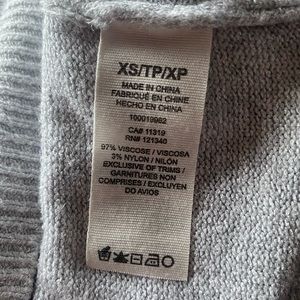 XS/TP/XP
MADE IN CHINA
FABRIQUÉ EN CHINE
HECHO EN CHINA
100019982
CA# 11319
RN# 121340
97% VISCOSE / VISCOSA
3% NYLON / NILÓN
EXCLUSIVE OF TRIMS /
GARNITURES NON
COMPRISES / EXCLUYEN
DO AVIOS